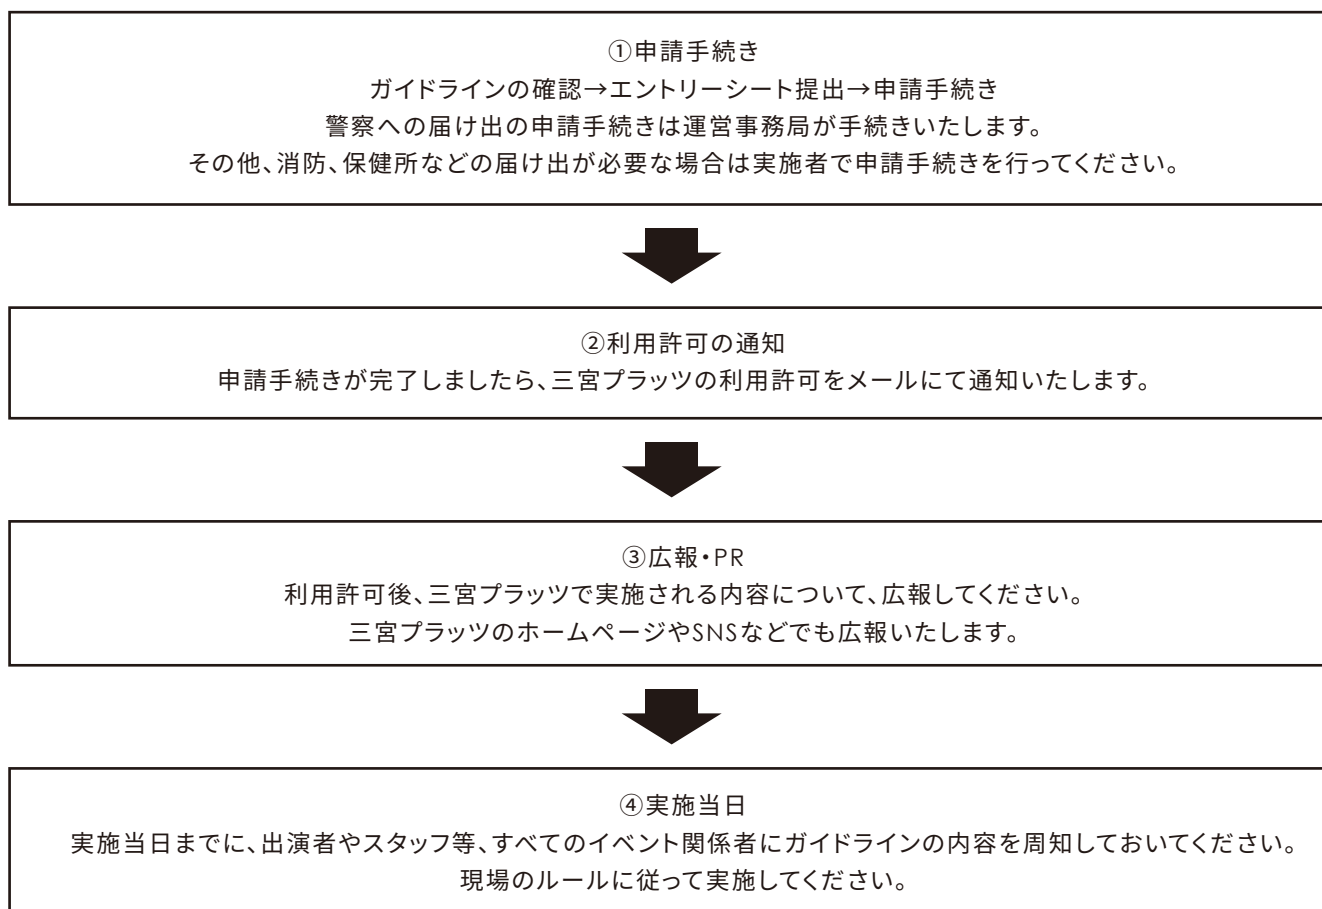 ①申請手続き
ガイドラインの確認→エントリーシート提出→申請手続き
警察への届け出の申請手続きは運営事務局が手続きいたします。
その他、消防、保健所などの届け出が必要な場合は実施者で申請手続きを行ってください。
②利用許可の通知
申請手続きが完了しましたら、三宮プラッツの利用許可をメールにて通知いたします。
③広報・PR
利用許可後、三宮プラッツで実施される内容について、広報してください。
三宮プラッツのホームページやSNSなどでも広報いたします。
④実施当日
実施当日までに、出演者やスタッフ等、すべてのイベント関係者にガイドラインの内容を周知しておいてください。
現場のルールに従って実施してください。